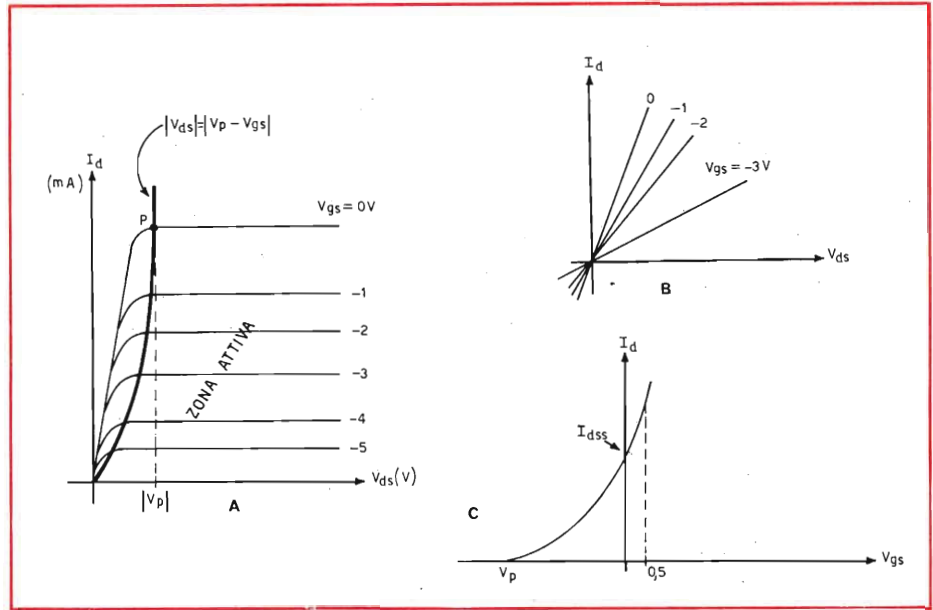 |Vds|=|Vp – Vgs|
Id
(mA)
P
Vgs = 0V
-1
-2
-3
-4
-5
ZONA ATTIVA
Vds(V)
|Vp|
A
Id
0
-1
-2
Vgs = -3V
Vds
B
Id
Idss
C
Vp
0,5
Vgs